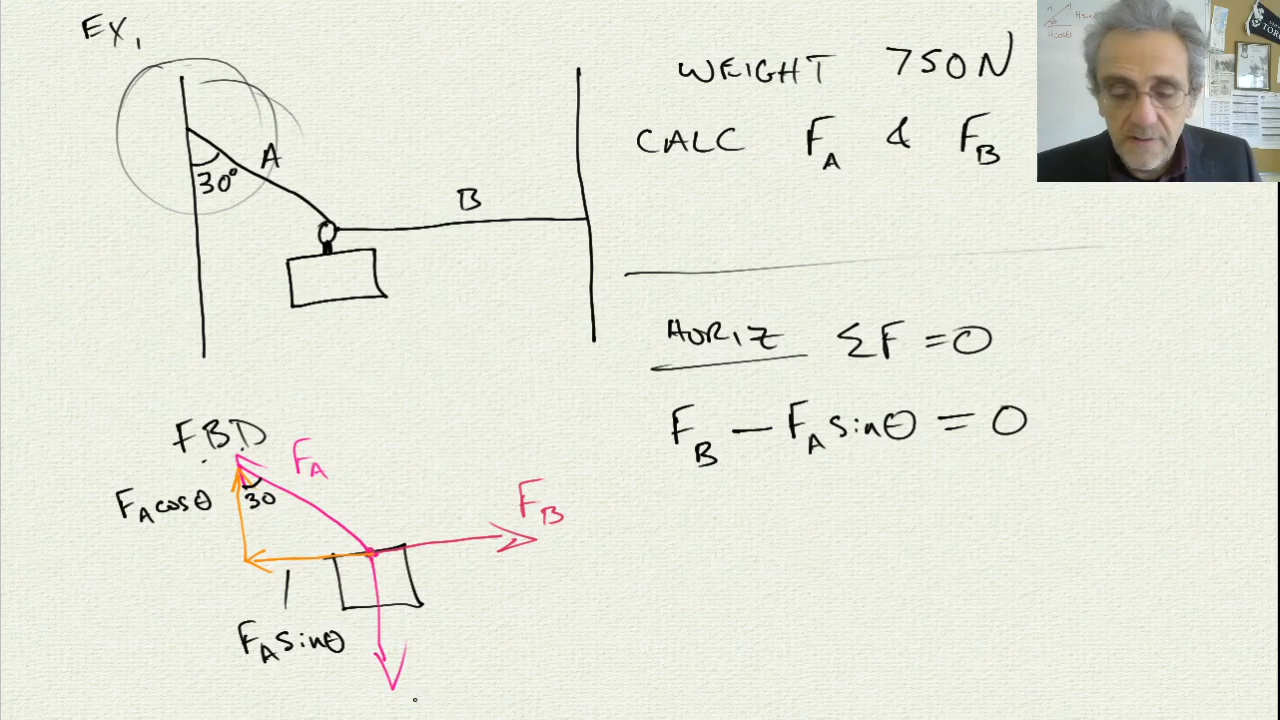 EX,
WEIGHT 750N
CALC F_A & F_B
A
30°
B
HORIZ ΣF = 0
F_B - F_A sinθ = 0
F.B.D
F_A
F_A cosθ
30
F_B
F_A sinθ